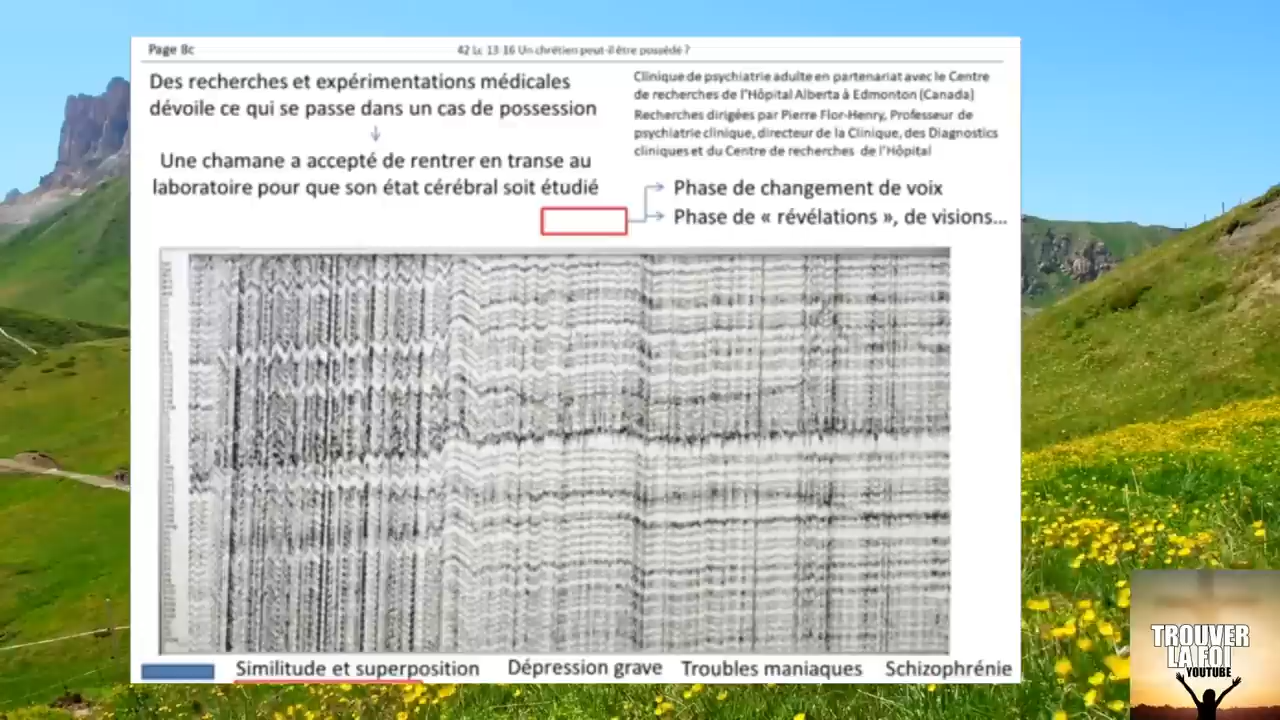 Page 8c
42 Lc 13-16 Un chrétien peut-il être possédé ?
Des recherches et expérimentations médicales
dévoile ce qui se passe dans un cas de possession
Une chamane a accepté de rentrer en transe au
laboratoire pour que son état cérébral soit étudié
Clinique de psychiatrie adulte en partenariat avec le Centre
de recherches de l'Hôpital Alberta à Edmonton (Canada)
Recherches dirigées par Pierre Flor-Henry, Professeur de
psychiatrie clinique, directeur de la Clinique, des Diagnostics
cliniques et du Centre de recherches de l'Hôpital
Phase de changement de voix
Phase de « révélations », de visions...
Similitude et superposition
Dépression grave
Troubles maniaques
Schizophrénie
TROUVER
LA FOI
YOUTUBE